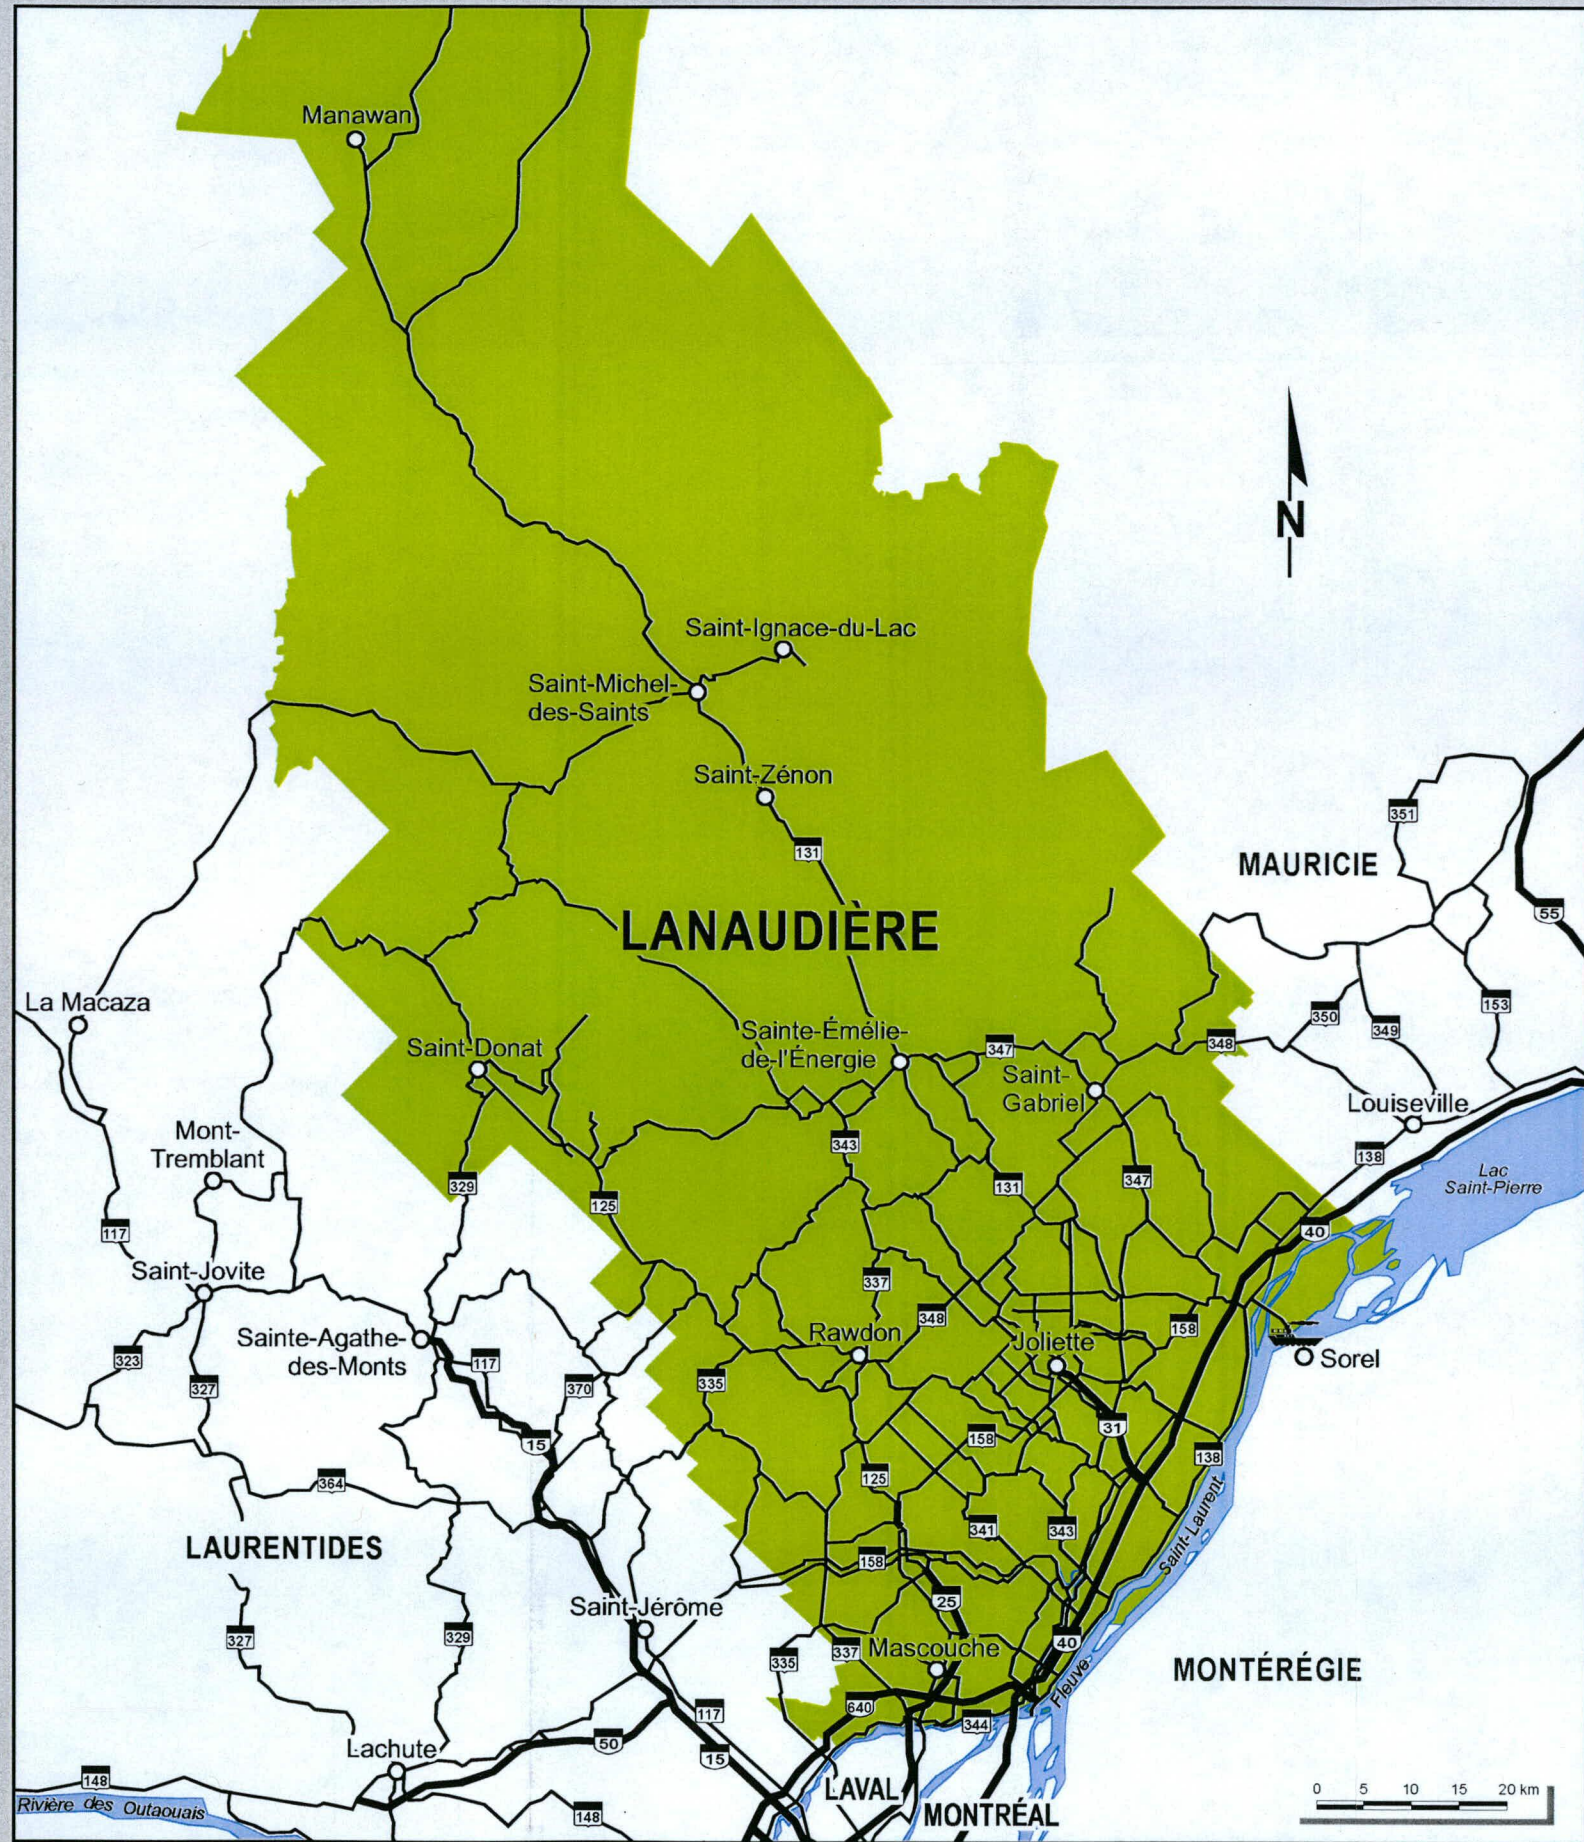 Manawan
N
Saint-Ignace-du-Lac
Saint-Michel-
des-Saints
Saint-Zénon
351
131
MAURICIE
55
LANAUDIÈRE
La Macaza
153
350
349
348
347
Saint-Donat
Sainte-Émélie-
de-l'Énergie
Saint-
Gabriel
Louiseville
Mont-
Tremblant
343
138
329
131
347
Lac
Saint-Pierre
125
117
40
Saint-Jovite
337
348
158
Sainte-Agathe-
des-Monts
Rawdon
Joliette
Sorel
323
117
327
370
335
31
15
158
138
364
125
341
343
LAURENTIDES
158
Saint-Laurent
25
Saint-Jérôme
327
329
335
337
Mascouche
40
MONTÉRÉGIE
Fleuve
640
117
344
50
15
Lachute
148
LAVAL
MONTRÉAL
Rivière des Outaouais
148
0 5 10 15 20 km